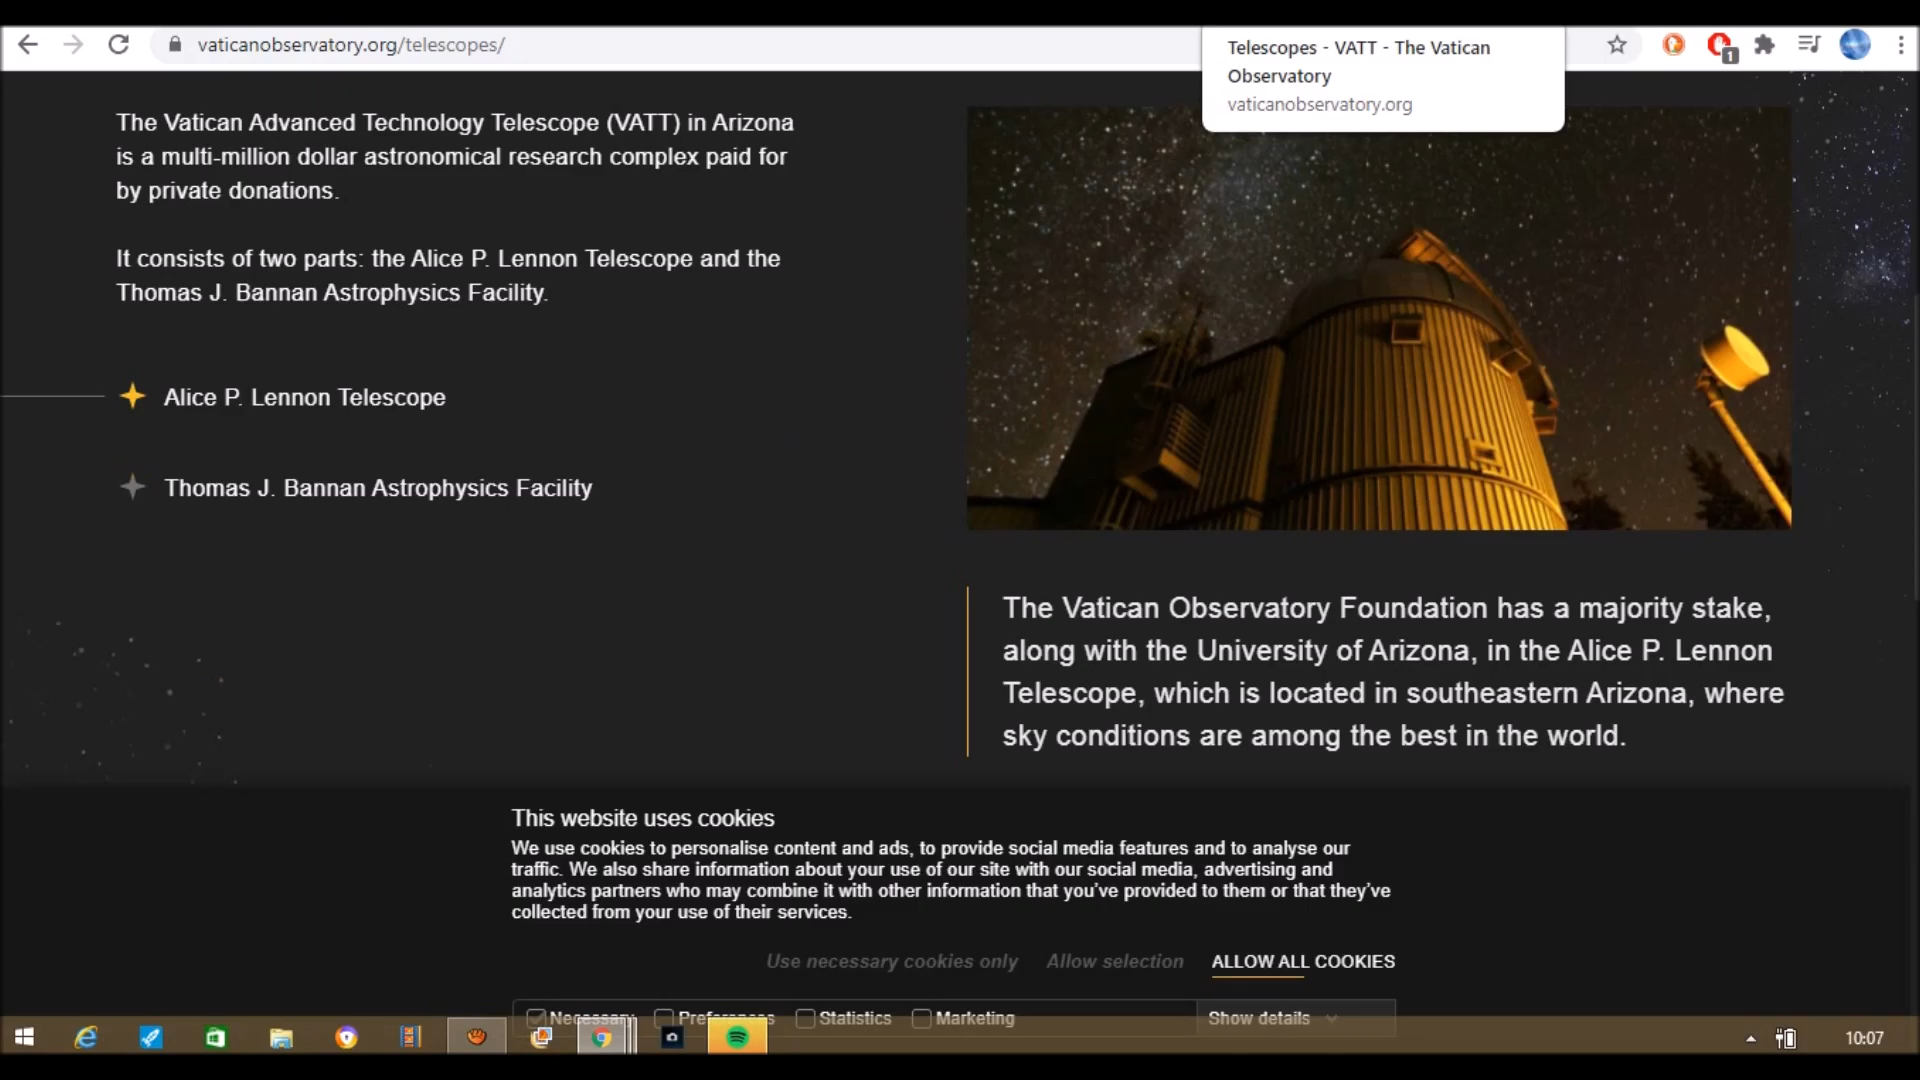 vaticanobservatory.org/telescopes/
Telescopes - VATT - The Vatican
Observatory
vaticanobservatory.org
1
The Vatican Advanced Technology Telescope (VATT) in Arizona
is a multi-million dollar astronomical research complex paid for
by private donations.
It consists of two parts: the Alice P. Lennon Telescope and the
Thomas J. Bannan Astrophysics Facility.
Alice P. Lennon Telescope
Thomas J. Bannan Astrophysics Facility
The Vatican Observatory Foundation has a majority stake,
along with the University of Arizona, in the Alice P. Lennon
Telescope, which is located in southeastern Arizona, where
sky conditions are among the best in the world.
This website uses cookies
We use cookies to personalise content and ads, to provide social media features and to analyse our
traffic. We also share information about your use of our site with our social media, advertising and
analytics partners who may combine it with other information that you've provided to them or that they've
collected from your use of their services.
Use necessary cookies only Allow selection ALLOW ALL COOKIES
Necessary Preferences Statistics Marketing Show details
10:07